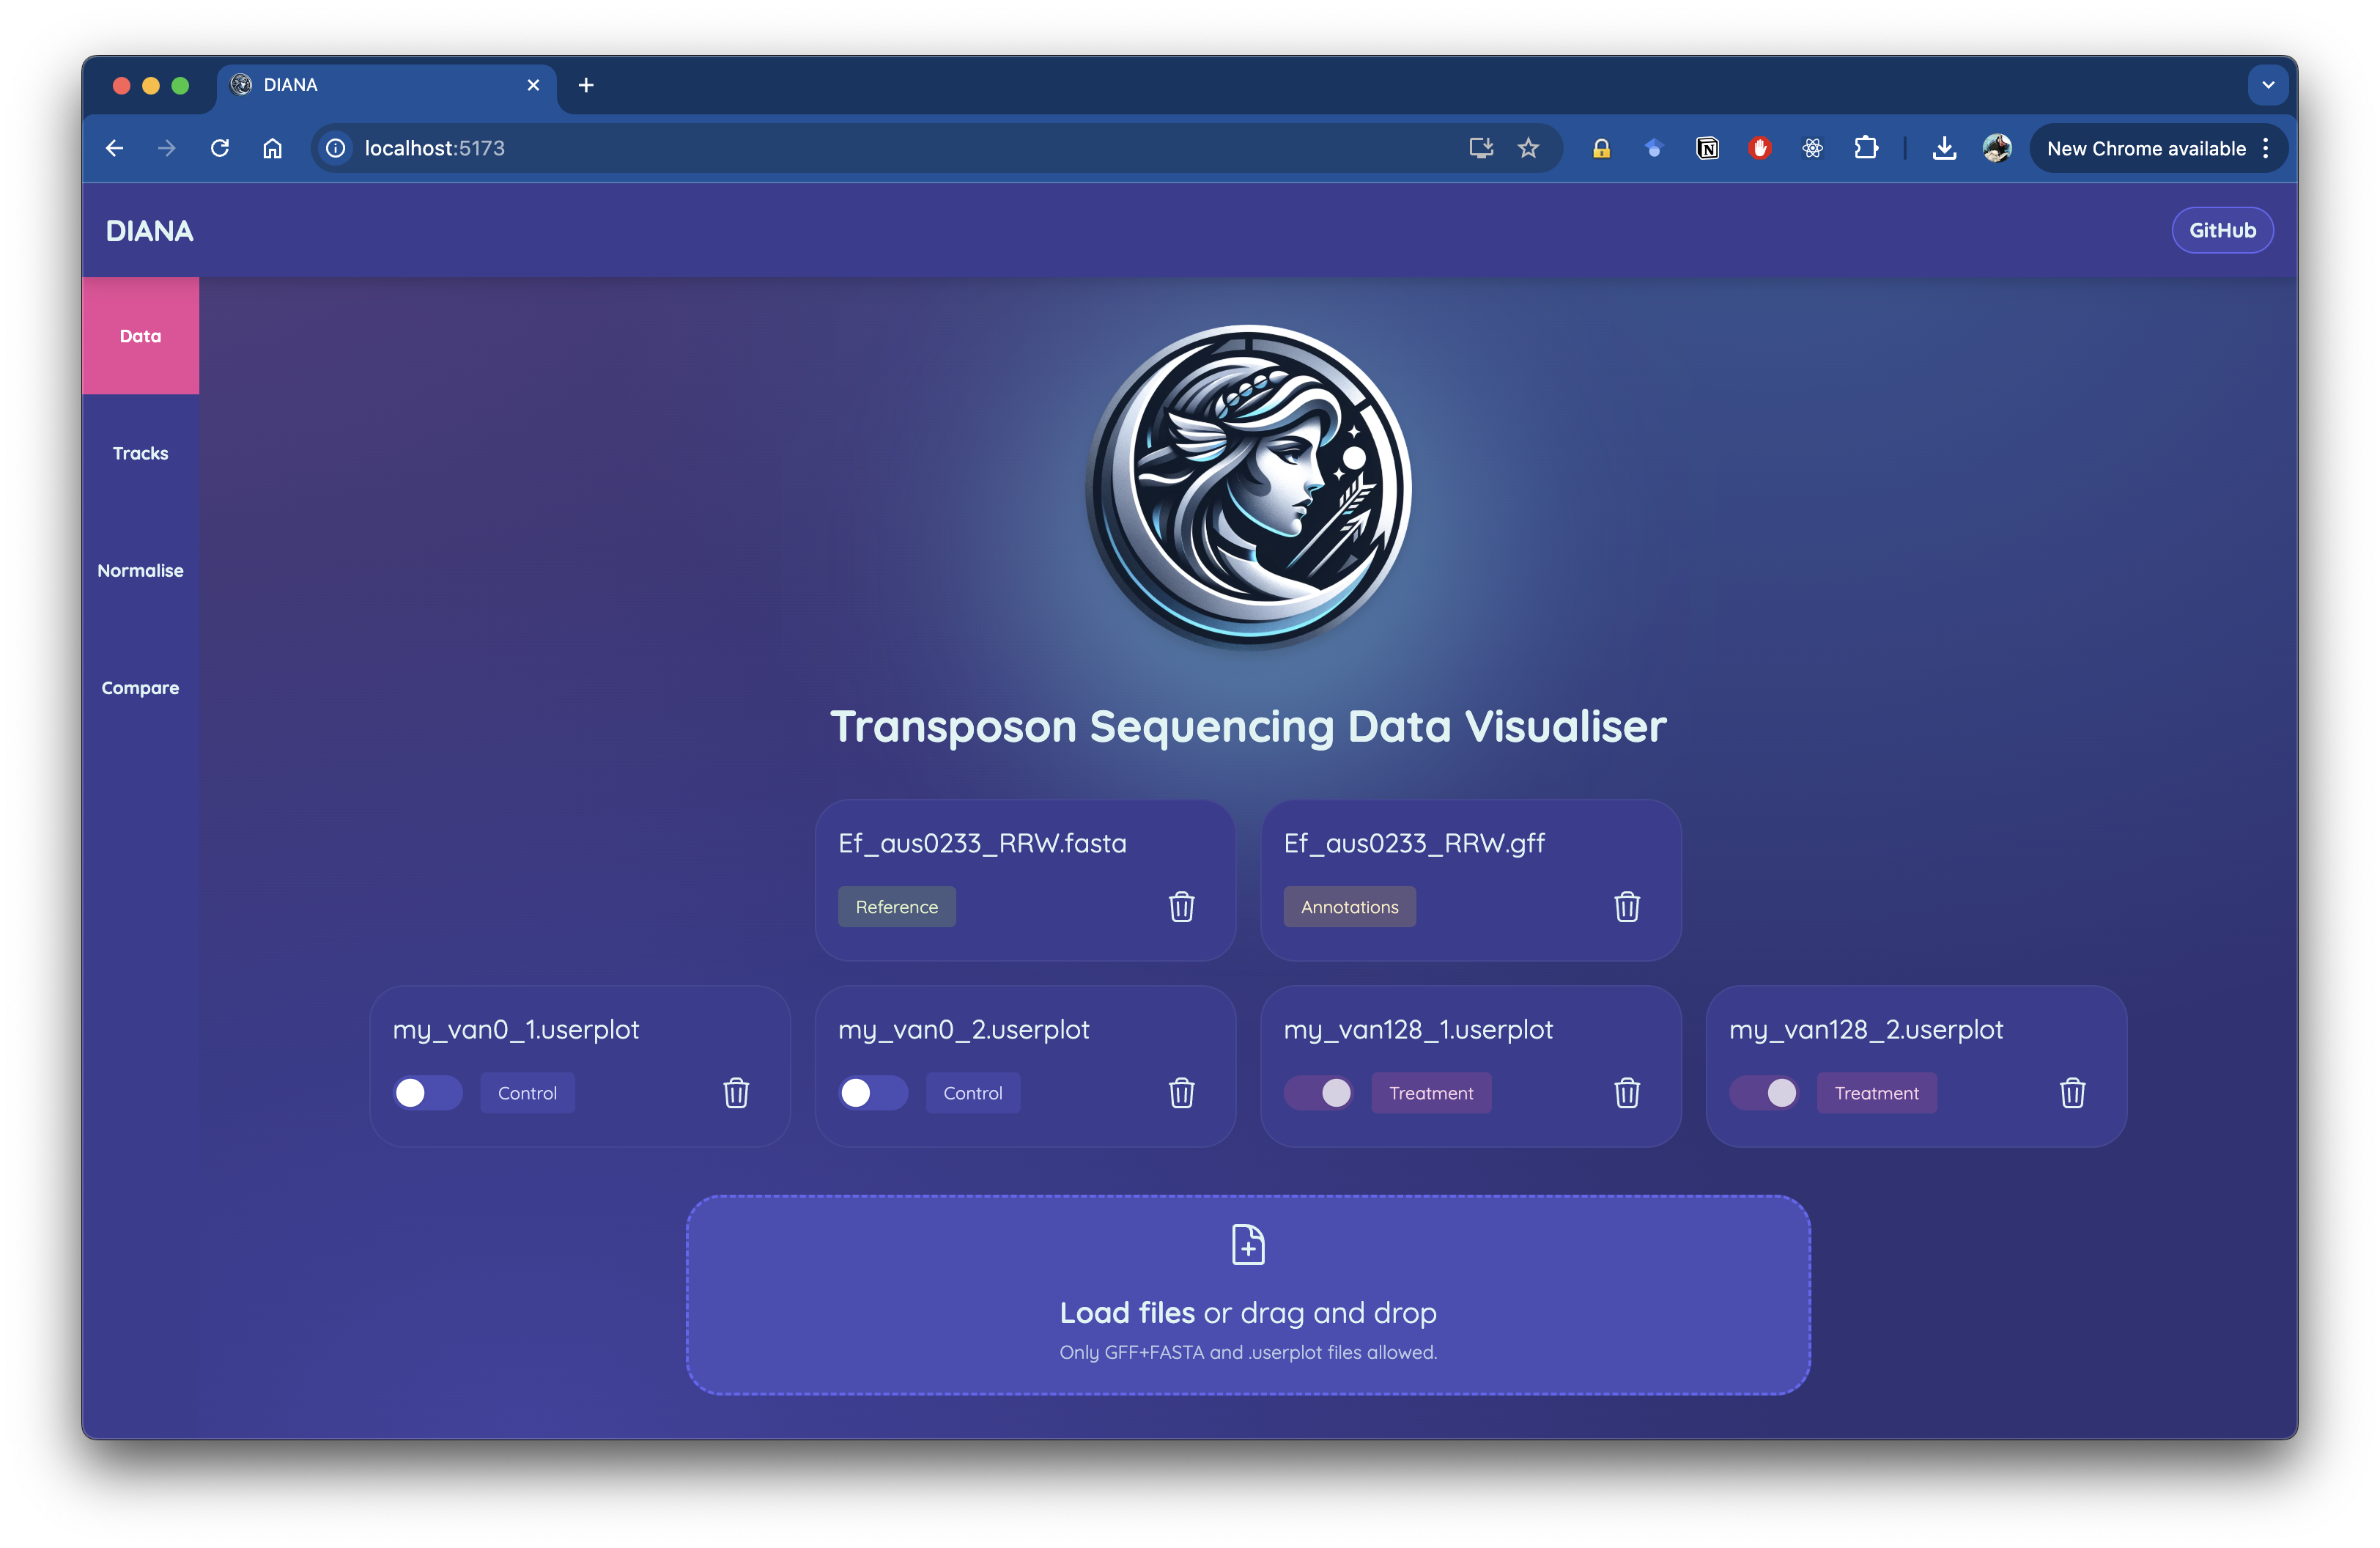 DIANA
localhost:5173
New Chrome available
DIANA
GitHub
Data
Tracks
Normalise
Compare
Transposon Sequencing Data Visualiser
Ef_aus0233_RRW.fasta
Reference
Ef_aus0233_RRW.gff
Annotations
my_van0_1.userplot
Control
my_van0_2.userplot
Control
my_van128_1.userplot
Treatment
my_van128_2.userplot
Treatment
Load files or drag and drop
Only GFF+FASTA and .userplot files allowed.